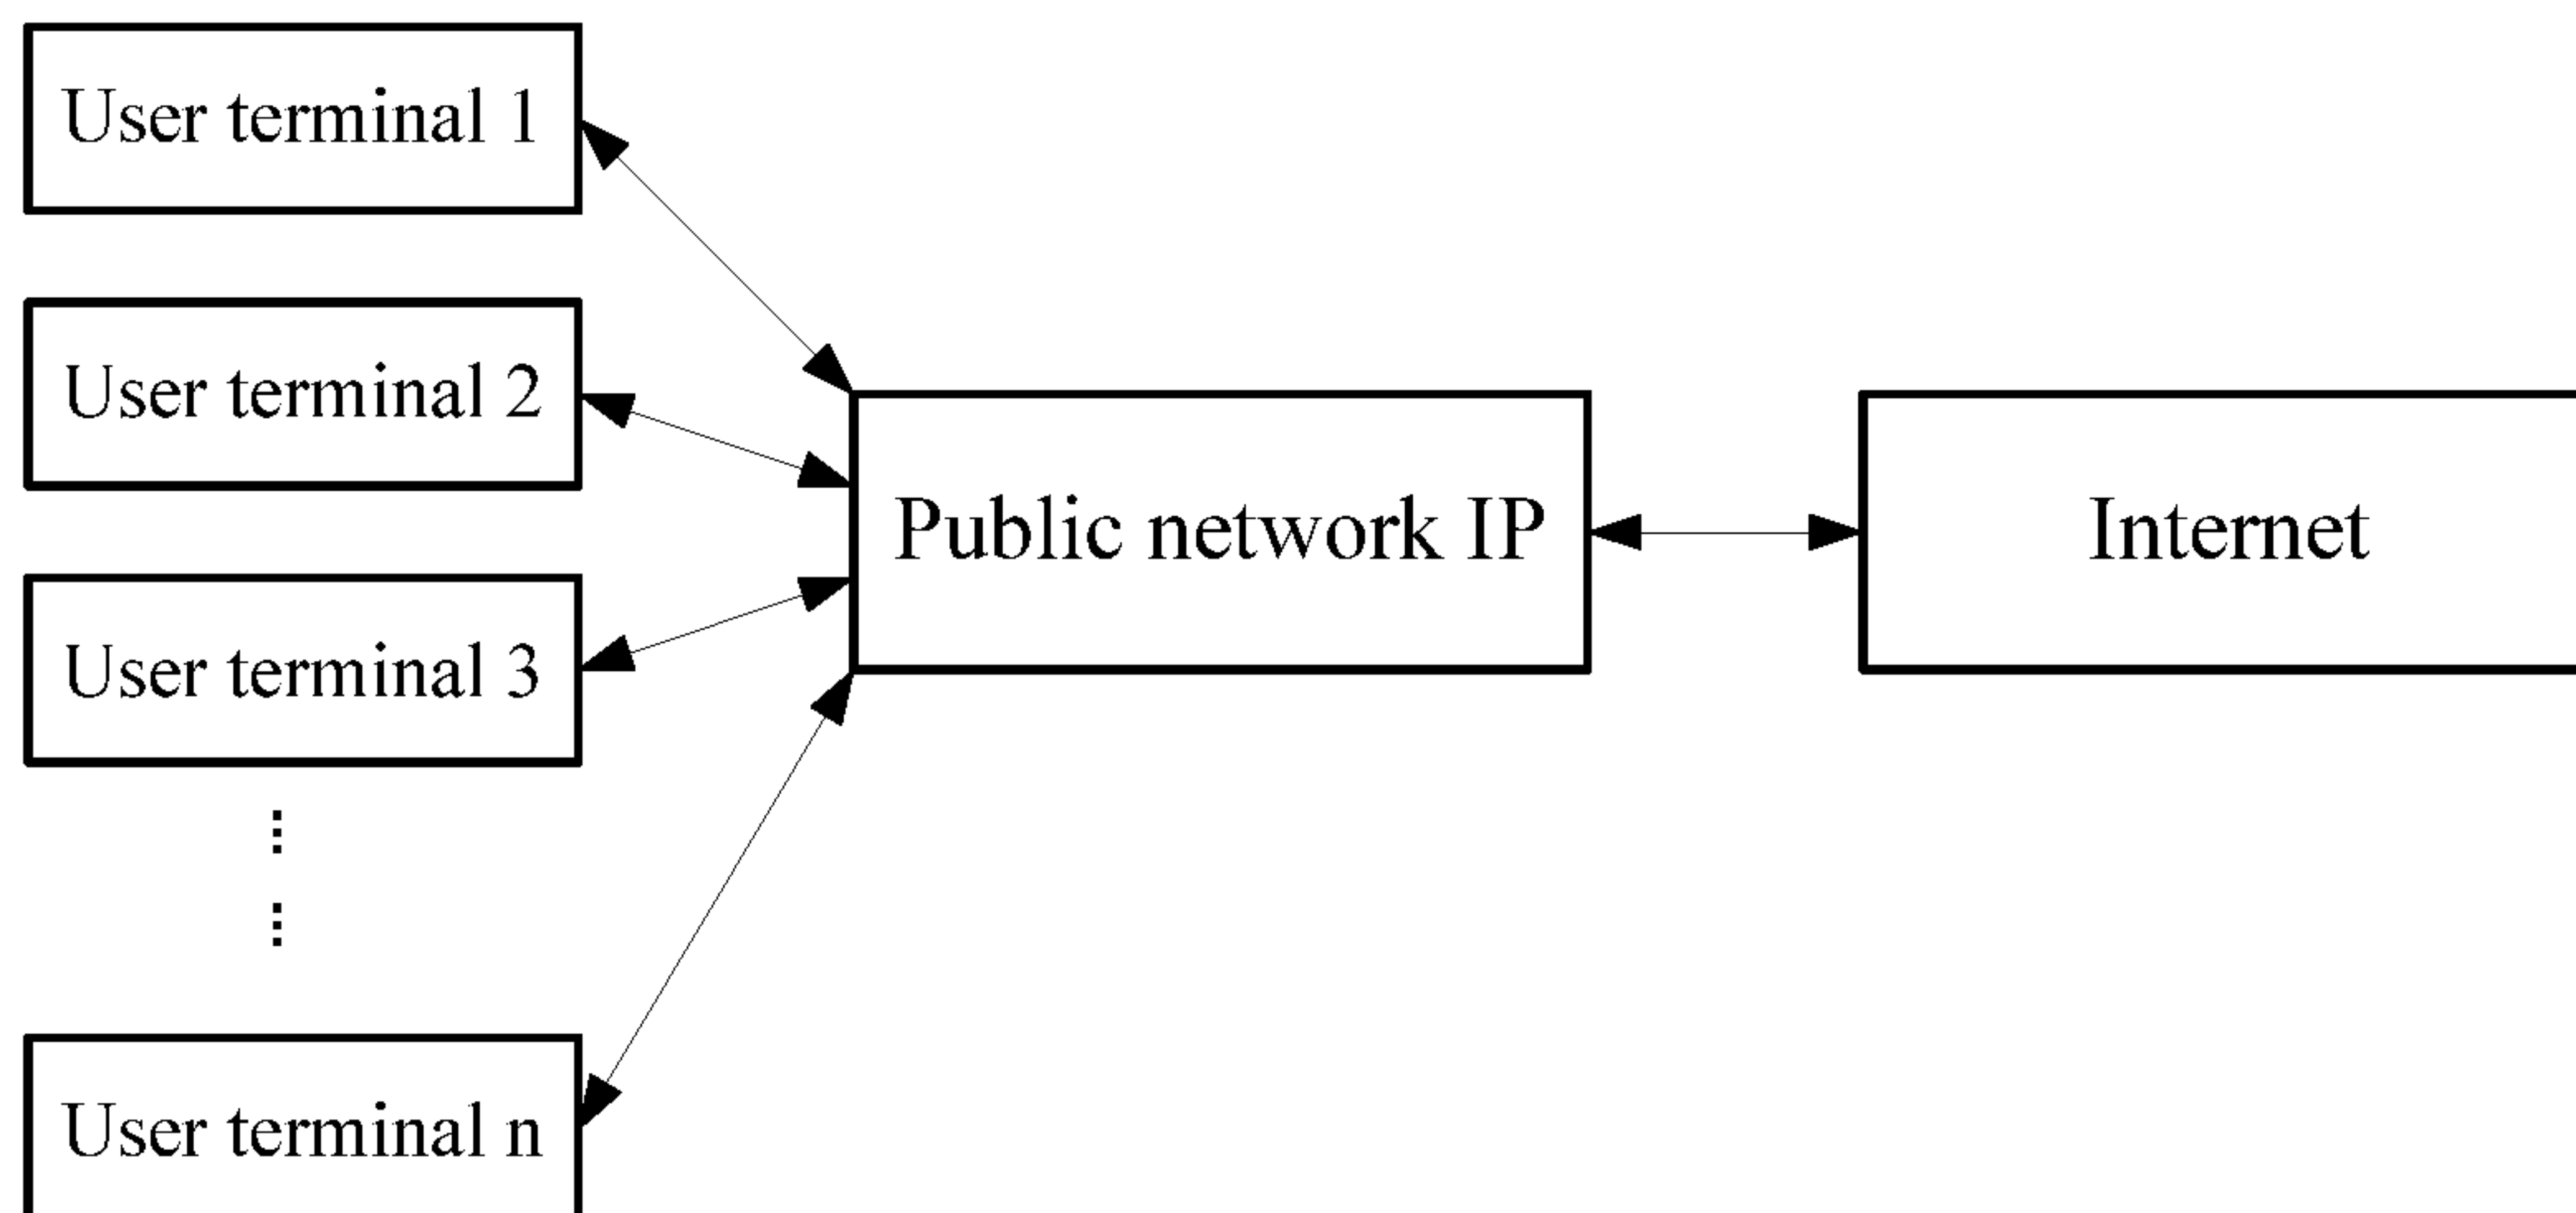 User terminal 1
User terminal 2
User terminal 3
User terminal n
Public network IP
Internet